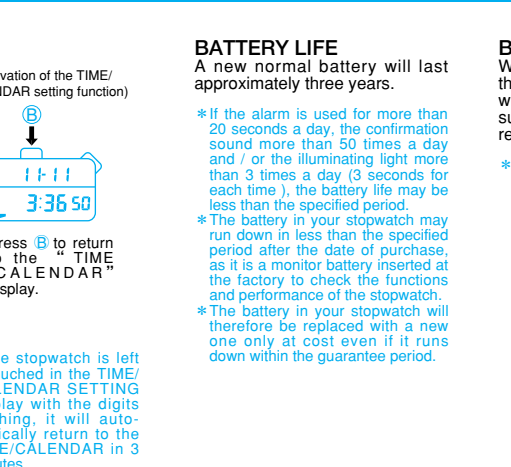 vation of the TIME/
NDAR setting function)
B
11-11
3:36 50
ress B to return
o the “ TIME
CALENDAR”
splay.
e stopwatch is left
ouched in the TIME/
LENDAR SETTING
play with the digits
hing, it will auto-
ically return to the
E/CALENDAR in 3
utes.
BATTERY LIFE
A new normal battery will last
approximately three years.
*If the alarm is used for more than
20 seconds a day, the confirmation
sound more than 50 times a day
and / or the illuminating light more
than 3 times a day (3 seconds for
each time ), the battery life may be
less than the specified period.
*The battery in your stopwatch may
run down in less than the specified
period after the date of purchase,
as it is a monitor battery inserted at
the factory to check the functions
and performance of the stopwatch.
*The battery in your stopwatch will
therefore be replaced with a new
one only at cost even if it runs
down within the guarantee period.
B
W
th
w
su
re
*